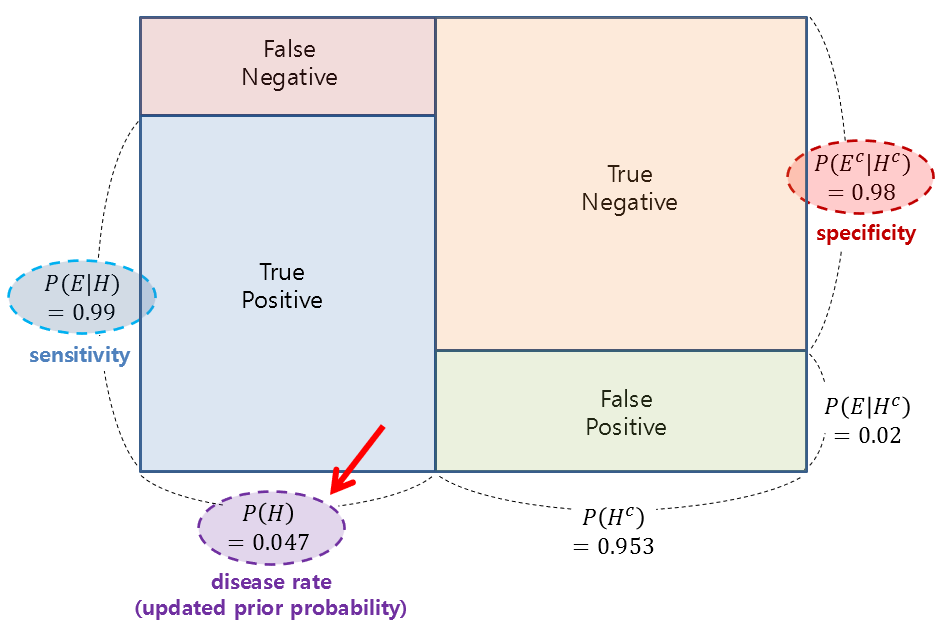 False
Negative
True
Negative
P(E^c|H^c)
= 0.98
specificity
True
Positive
P(E|H)
= 0.99
sensitivity
False
Positive
P(E|H^c)
= 0.02
P(H)
= 0.047
disease rate
(updated prior probability)
P(H^c)
= 0.953